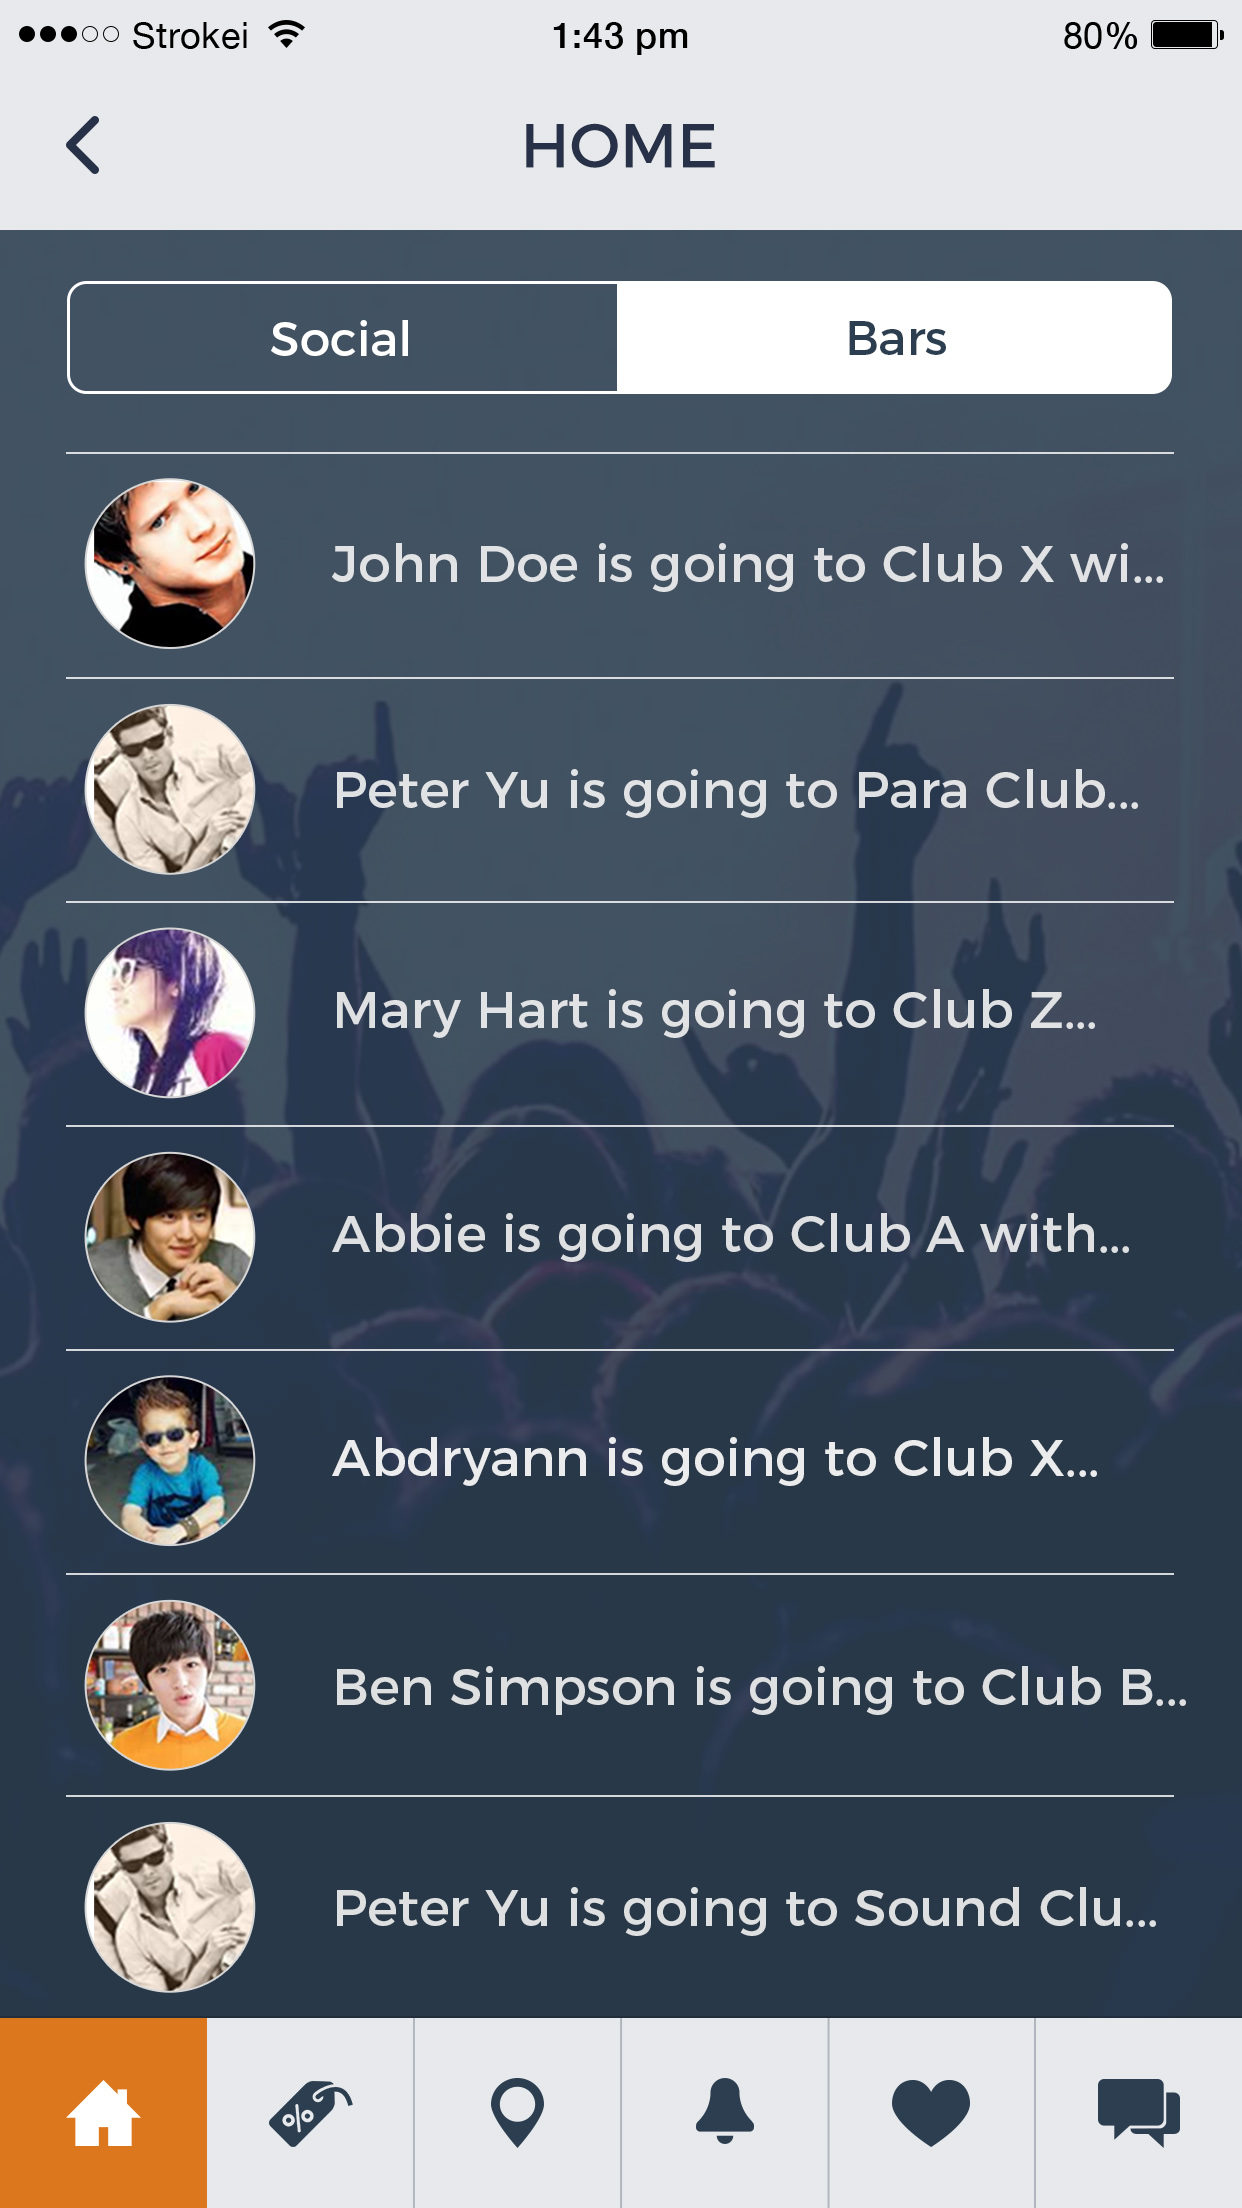 Strokei 1:43 pm 80%
HOME
Social Bars
John Doe is going to Club X wi...
Peter Yu is going to Para Club...
Mary Hart is going to Club Z...
Abbie is going to Club A with...
Abdryann is going to Club X...
Ben Simpson is going to Club B...
Peter Yu is going to Sound Clu...
%